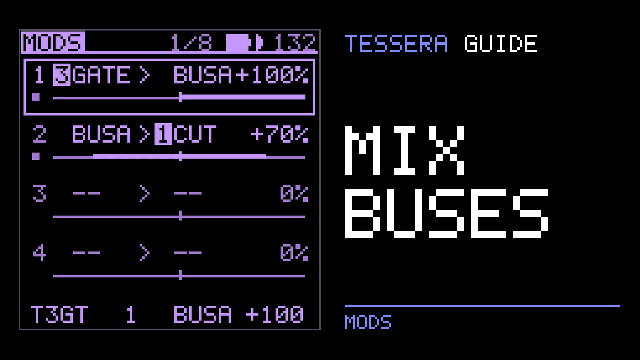 MODS 1/8 132
1 3GATE > BUSA+100%
2 BUSA > 1CUT +70%
3 -- > -- 0%
4 -- > -- 0%
T3GT 1 BUSA +100
TESSERA GUIDE
MIX
BUSES
MODS